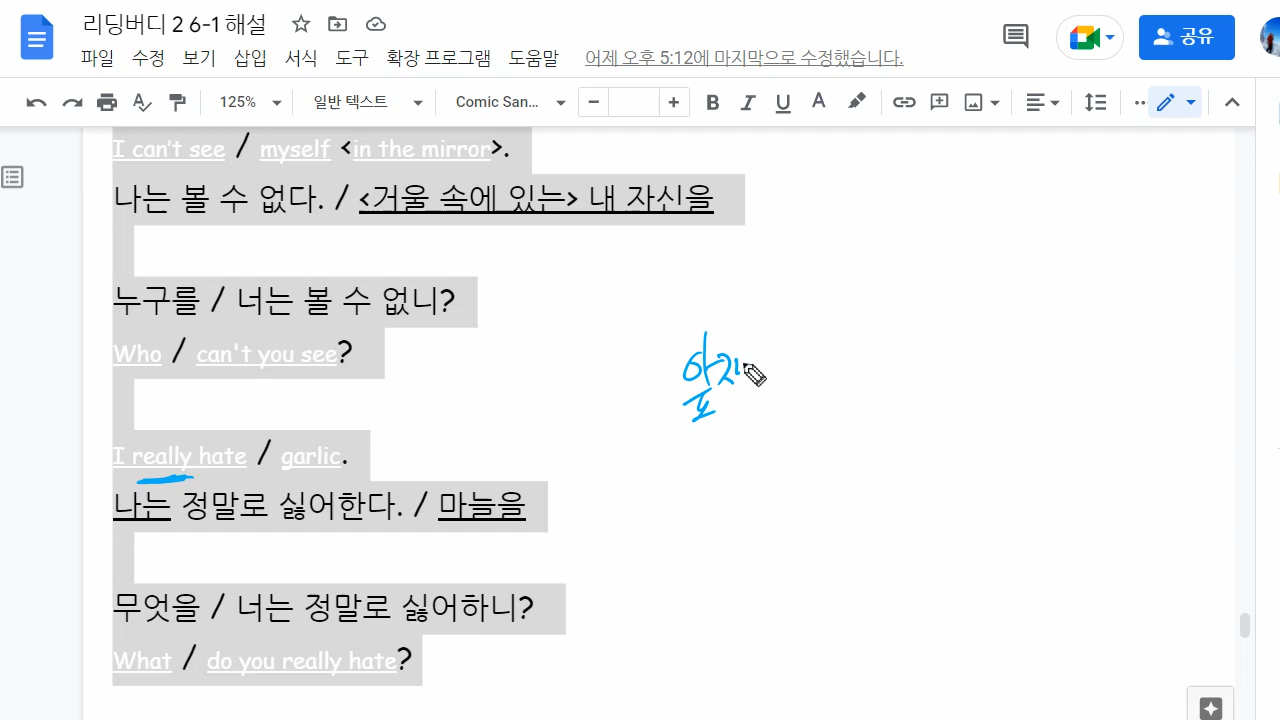 리딩버디 2 6-1 해설
파일 수정 보기 삽입 서식 도구 확장 프로그램 도움말 어제 오후 5:12에 마지막으로 수정했습니다.
공유
125% 일반 텍스트 Comic San... − + B I U A
I can't see / myself <in the mirror>.
나는 볼 수 없다. / <거울 속에 있는> 내 자신을
누구를 / 너는 볼 수 없니?
Who / can't you see?
I really hate / garlic.
나는 정말로 싫어한다. / 마늘을
무엇을 / 너는 정말로 싫어하니?
What / do you really hate?